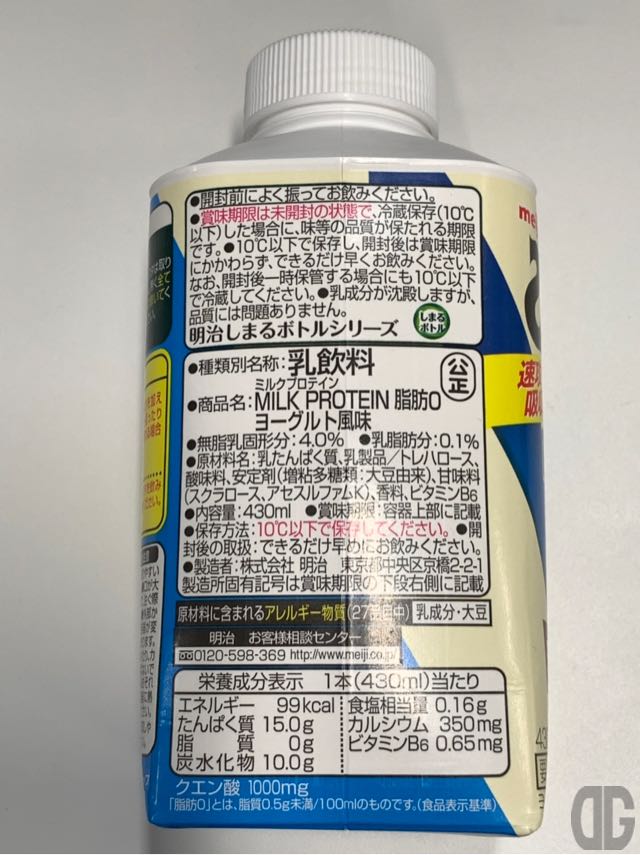 ●開封前によく振ってお飲みください。
●賞味期限は未開封の状態で、冷蔵保存(10℃
以下)した場合に、味等の品質が保たれる期限
です。●10℃以下で保存し、開封後は賞味期限
にかかわらず、できるだけ早くお飲みください。
なお、開封後一時保管する場合にも10℃以下
で冷蔵してください。●乳成分が沈殿しますが、
品質には問題ありません。
明治しまるボトルシリーズ
しまる
ボトル
●種類別名称:乳飲料
公正
ミルクプロテイン
●商品名:MILK PROTEIN 脂肪0
ヨーグルト風味
●無脂乳固形分:4.0% ●乳脂肪分:0.1%
●原材料名:乳たんぱく質、乳製品/トレハロース、
酸味料、安定剤(増粘多糖類:大豆由来)、甘味料
(スクラロース、アセスルファムK)、香料、ビタミンB6
●内容量:430ml ●賞味期限:容器上部に記載
●保存方法:10℃以下で保存してください。●開
封後の取扱:できるだけ早めにお飲みください。
●製造者:株式会社 明治 東京都中央区京橋2-2-1
製造所固有記号は賞味期限の下段右側に記載
原材料に含まれるアレルギー物質(27品目中) 乳成分・大豆
明治 お客様相談センター
0120-598-369 http://www.meiji.co.jp/
栄養成分表示 1本(430ml)当たり
エネルギー 99kcal
たんぱく質 15.0g
脂質 0g
炭水化物 10.0g
食塩相当量 0.16g
カルシウム 350mg
ビタミンB6 0.65mg
クエン酸 1000mg
「脂肪0」とは、脂質0.5g未満/100mlのものです。(食品表示基準)
DG